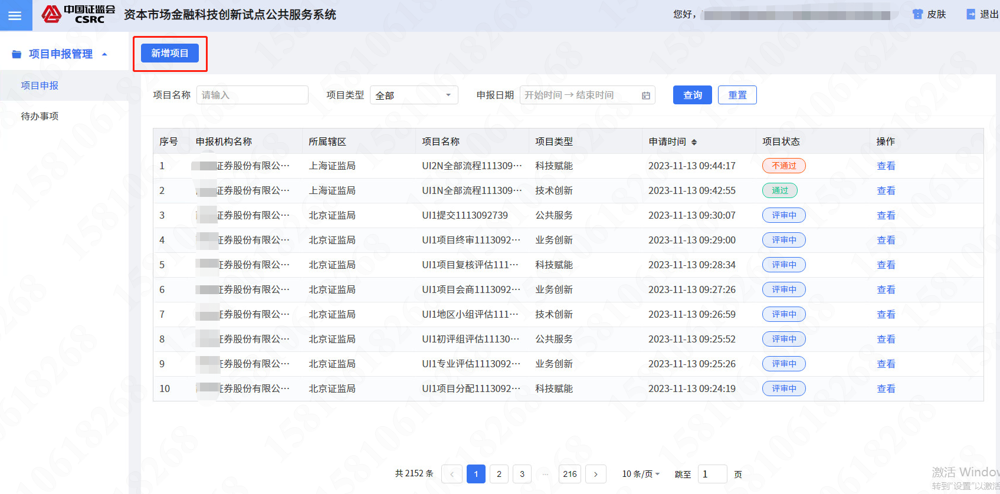 中国证监会 CSRC 资本市场金融科技创新试点公共服务系统 您好， 皮肤 退出
项目申报管理
项目申报
待办事项
新增项目
项目名称 请输入 项目类型 全部 申报日期 开始时间 → 结束时间 查询 重置
序号 申报机构名称 所属辖区 项目名称 项目类型 申请时间 项目状态 操作
1 证券股份有限公··· 上海证监局 UI2N全部流程111309··· 科技赋能 2023-11-13 09:44:17 不通过 查看
2 证券股份有限公··· 上海证监局 UI1N全部流程111309··· 技术创新 2023-11-13 09:42:55 通过 查看
3 证券股份有限公··· 北京证监局 UI1提交1113092739 公共服务 2023-11-13 09:30:07 评审中 查看
4 证券股份有限公··· 北京证监局 UI1项目终审1113092··· 业务创新 2023-11-13 09:29:00 评审中 查看
5 证券股份有限公··· 北京证监局 UI1项目复核评估111··· 科技赋能 2023-11-13 09:28:34 评审中 查看
6 证券股份有限公··· 北京证监局 UI1项目会商1113092··· 业务创新 2023-11-13 09:27:26 评审中 查看
7 证券股份有限公··· 北京证监局 UI1地区小组评估111··· 技术创新 2023-11-13 09:26:59 评审中 查看
8 证券股份有限公··· 北京证监局 UI1初评组评估11130··· 公共服务 2023-11-13 09:25:52 评审中 查看
9 证券股份有限公··· 北京证监局 UI1专业评估1113092··· 业务创新 2023-11-13 09:25:26 评审中 查看
10 证券股份有限公··· 北京证监局 UI1项目分配1113092··· 科技赋能 2023-11-13 09:24:19 评审中 查看
共 2152 条 < 1 2 3 ··· 216 > 10 条/页 跳至 1 页
激活 Window
转到"设置"以激活
15810618268